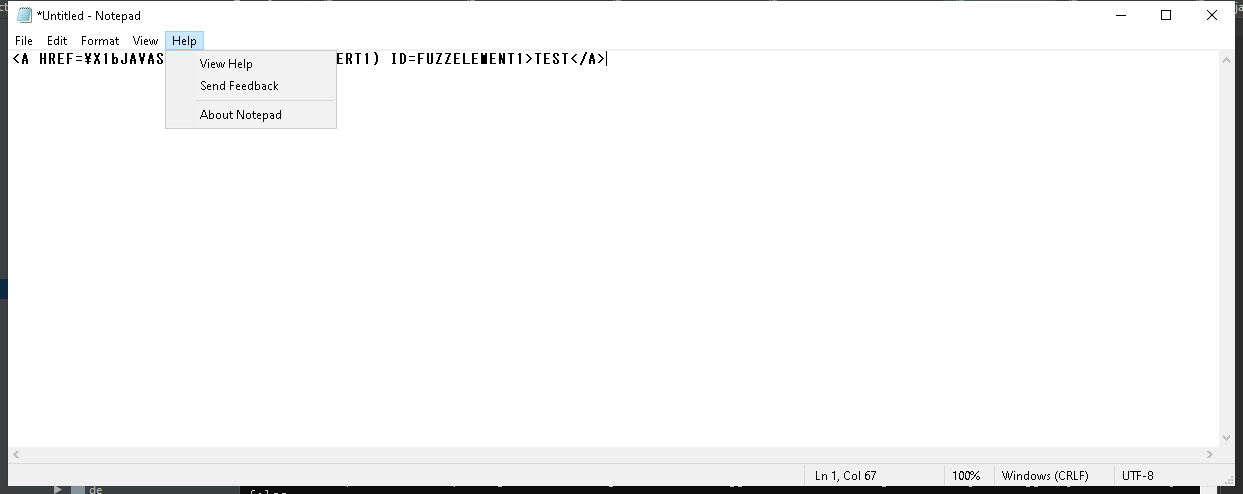 *Untitled - Notepad
File Edit Format View Help
<A HREF=¥X1bJAVAS ERT1) ID=FUZZELEMENT1>TEST</A>
View Help
Send Feedback
About Notepad
Ln 1, Col 67 100% Windows (CRLF) UTF-8
de